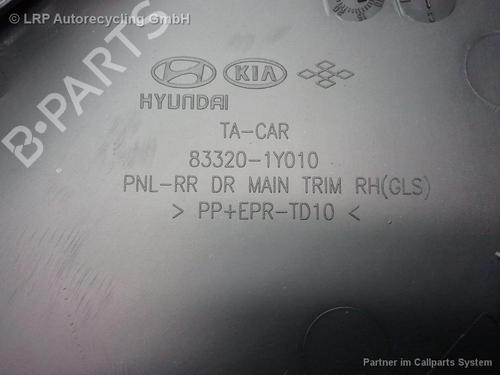 LRP Autorecycling GmbH
B-PARTS
KIA
HYUNDAI
TA-CAR
83320-1Y010
PNL-RR DR MAIN TRIM RH(GLS)
> PP+EPR-TD10 <
Partner im Callparts System